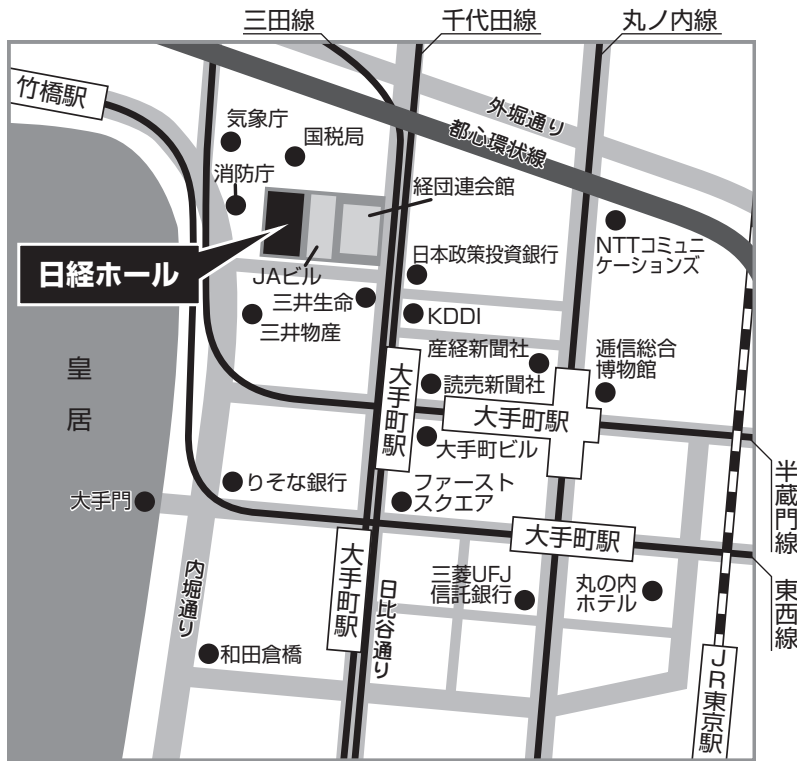 三田線
千代田線
丸ノ内線
竹橋駅
外堀通り
都心環状線
気象庁
国税局
消防庁
経団連会館
日本政策投資銀行
NTTコミュニ
ケーションズ
日経ホール
JAビル
三井生命
三井物産
KDDI
産経新聞社
逓信総合
博物館
読売新聞社
皇居
大手町駅
大手町駅
大手町ビル
半蔵門線
りそな銀行
ファースト
スクエア
大手門
大手町駅
大手町駅
東西線
内堀通り
日比谷通り
三菱UFJ
信託銀行
丸の内
ホテル
和田倉橋
JR東京駅